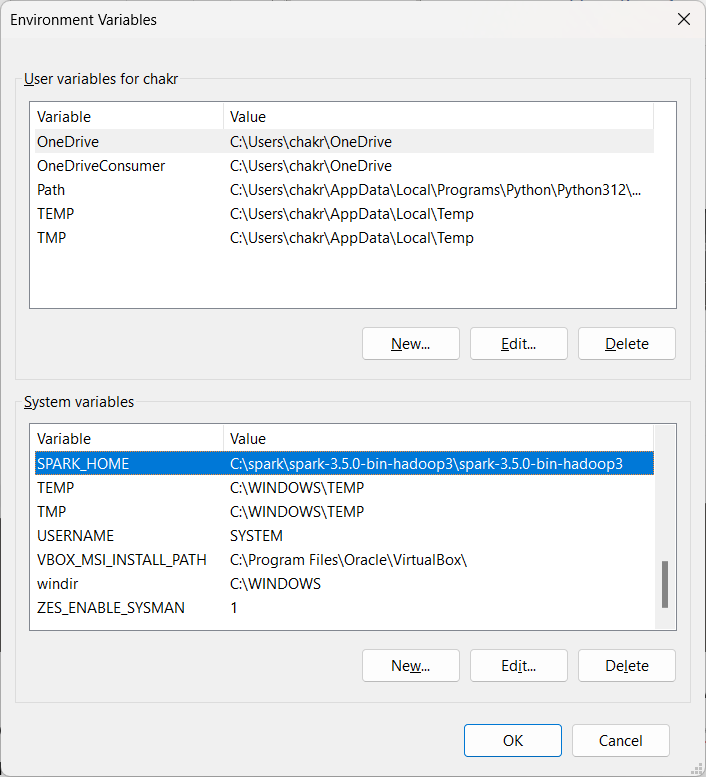 Environment Variables
User variables for chakr
Variable Value
OneDrive C:\Users\chakr\OneDrive
OneDriveConsumer C:\Users\chakr\OneDrive
Path C:\Users\chakr\AppData\Local\Programs\Python\Python312\...
TEMP C:\Users\chakr\AppData\Local\Temp
TMP C:\Users\chakr\AppData\Local\Temp
New... Edit... Delete
System variables
Variable Value
SPARK_HOME C:\spark\spark-3.5.0-bin-hadoop3\spark-3.5.0-bin-hadoop3
TEMP C:\WINDOWS\TEMP
TMP C:\WINDOWS\TEMP
USERNAME SYSTEM
VBOX_MSI_INSTALL_PATH C:\Program Files\Oracle\VirtualBox\
windir C:\WINDOWS
ZES_ENABLE_SYSMAN 1
New... Edit... Delete
OK Cancel